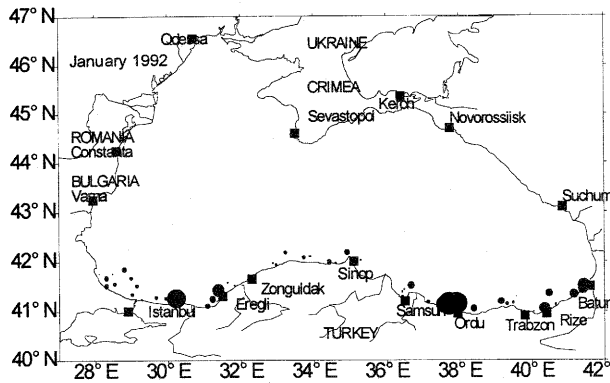 47° N
Odessa
UKRAINE
46° N
January 1992
CRIMEA
Kerch
45° N
Sevastopol
Novorossiisk
ROMANIA
Constanta
44° N
BULGARIA
Varna
Suchum
43° N
42° N
Sinop
Zonguldak
Batum
41° N
Istanbul
Eregli
Samsun
Ordu
Trabzon
Rize
TURKEY
40° N
28° E 30° E 32° E 34° E 36° E 38° E 40° E 42° E